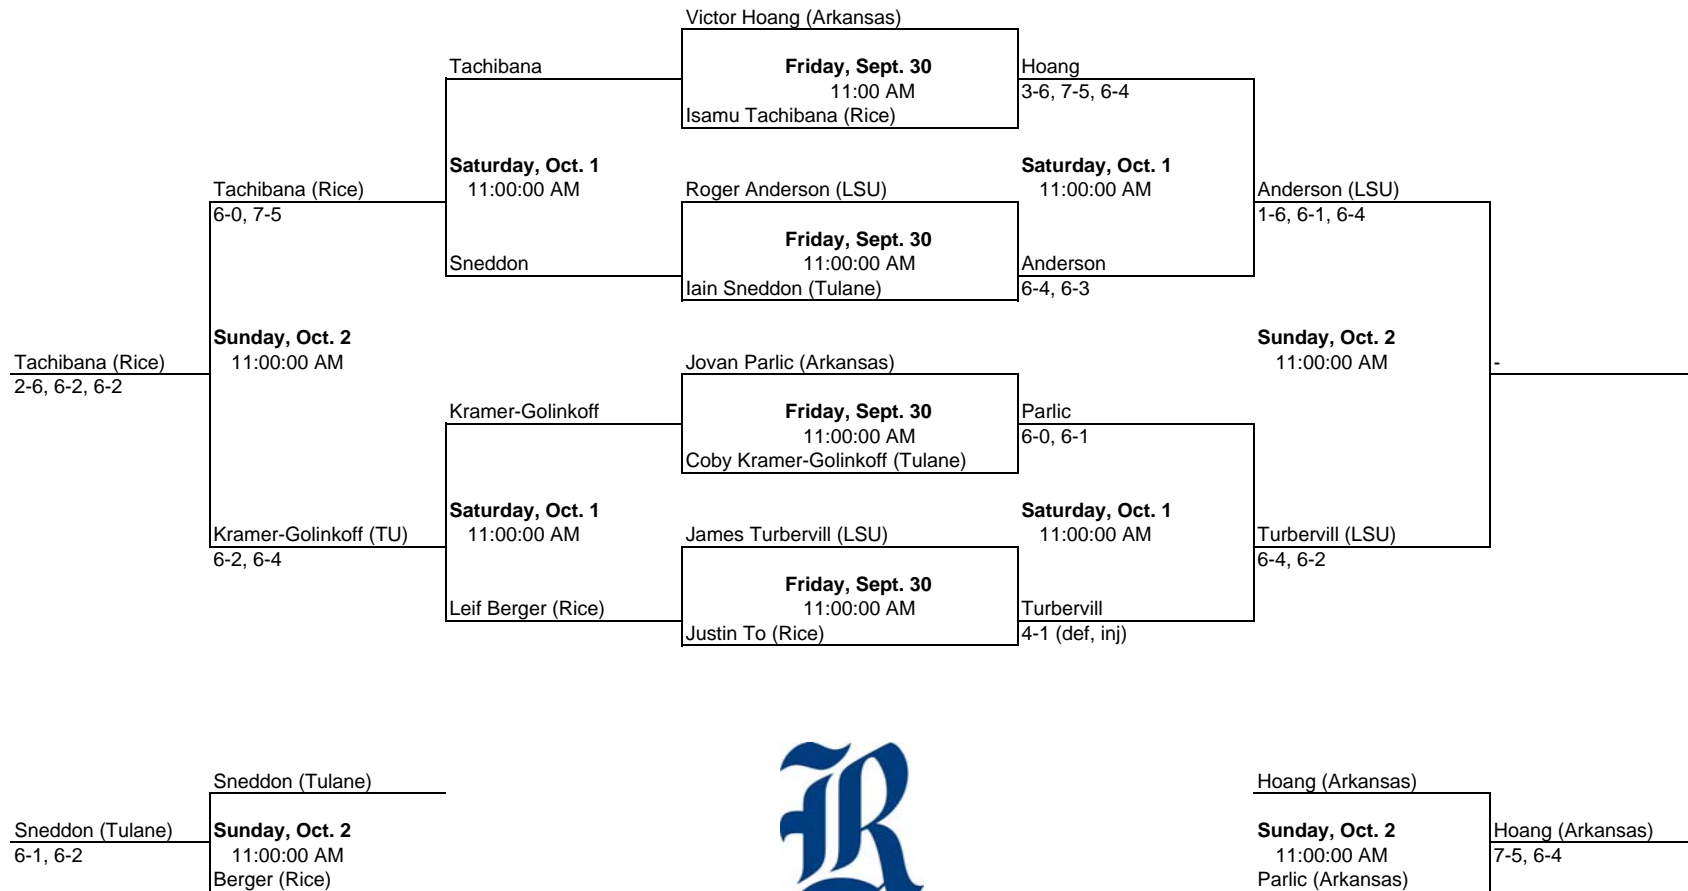 Victor Hoang (Arkansas)
Tachibana
Friday, Sept. 30
Hoang
11:00 AM
3-6, 7-5, 6-4
Isamu Tachibana (Rice)
Saturday, Oct. 1
Saturday, Oct. 1
Tachibana (Rice)
11:00:00 AM
Roger Anderson (LSU)
11:00:00 AM
Anderson (LSU)
6-0, 7-5
1-6, 6-1, 6-4
Friday, Sept. 30
Sneddon
11:00:00 AM
Anderson
Iain Sneddon (Tulane)
6-4, 6-3
Sunday, Oct. 2
Sunday, Oct. 2
Tachibana (Rice)
11:00:00 AM
Jovan Parlic (Arkansas)
11:00:00 AM
-
2-6, 6-2, 6-2
Kramer-Golinkoff
Friday, Sept. 30
Parlic
11:00:00 AM
6-0, 6-1
Coby Kramer-Golinkoff (Tulane)
Saturday, Oct. 1
Saturday, Oct. 1
Kramer-Golinkoff (TU)
11:00:00 AM
James Turbervill (LSU)
11:00:00 AM
Turbervill (LSU)
6-2, 6-4
6-4, 6-2
Friday, Sept. 30
Leif Berger (Rice)
11:00:00 AM
Turbervill
Justin To (Rice)
4-1 (def, inj)
Sneddon (Tulane)
Hoang (Arkansas)
Sneddon (Tulane)
Sunday, Oct. 2
R
Sunday, Oct. 2
Hoang (Arkansas)
6-1, 6-2
11:00:00 AM
11:00:00 AM
7-5, 6-4
Berger (Rice)
Parlic (Arkansas)